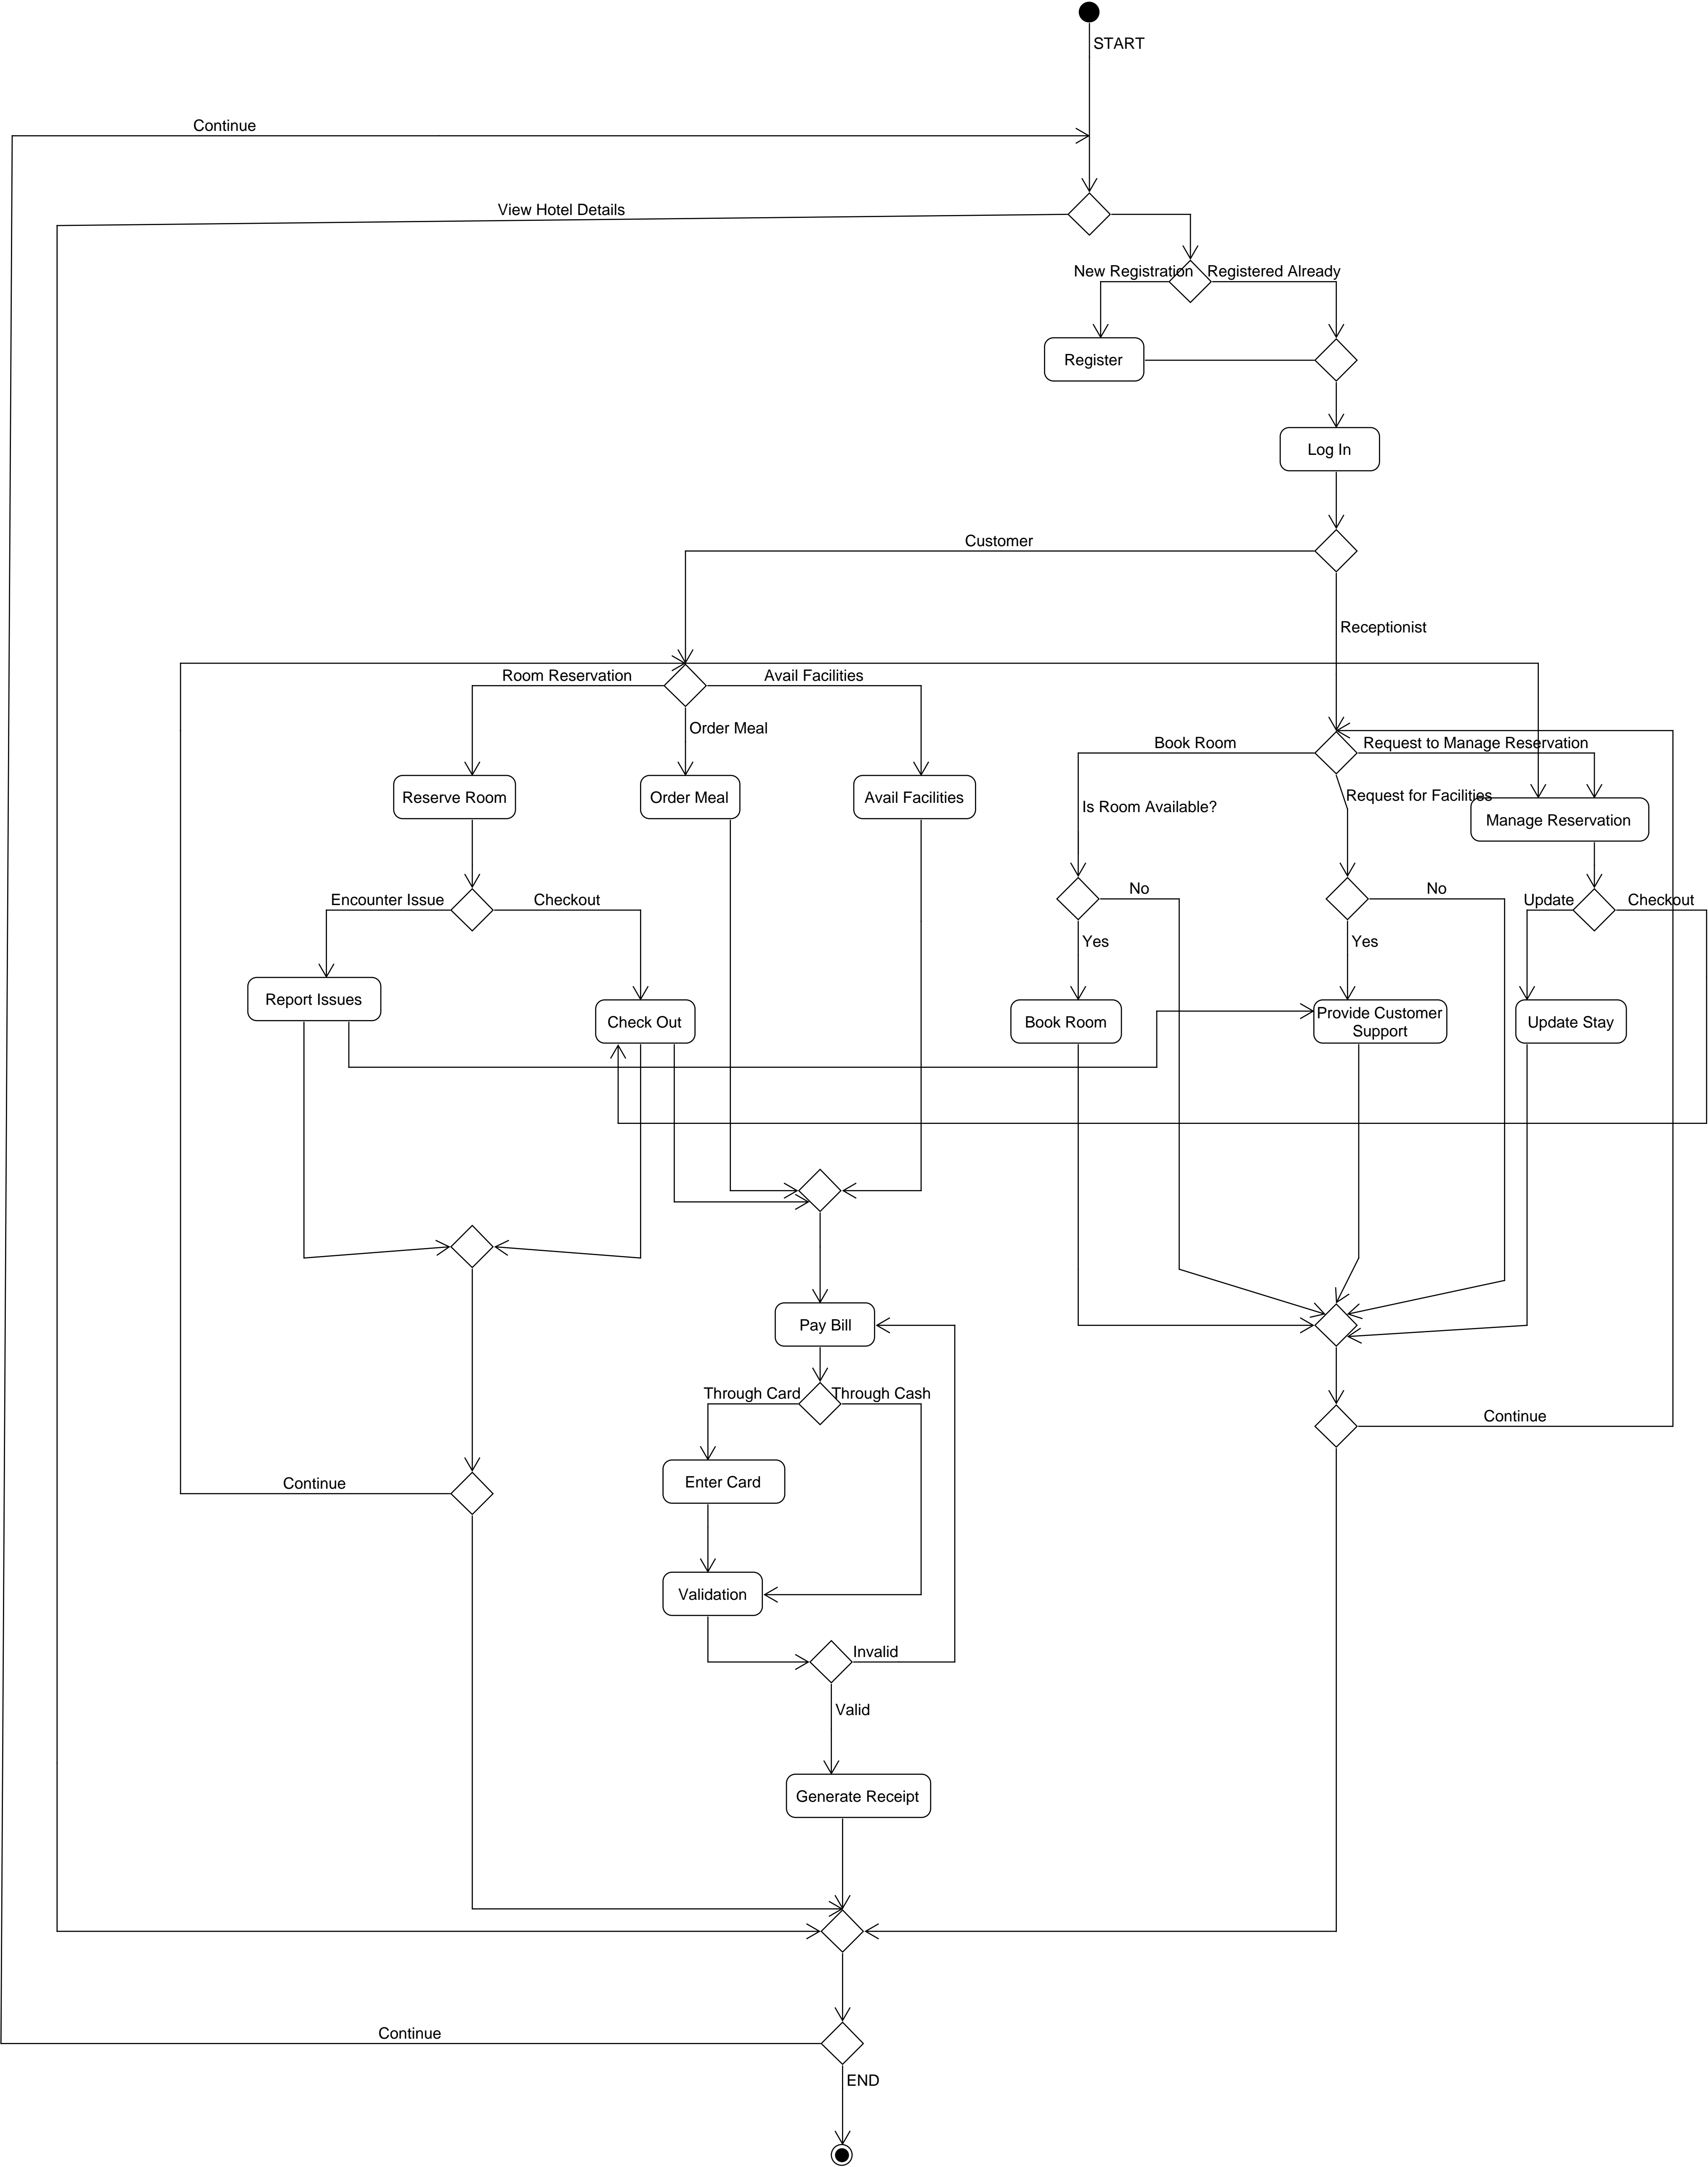 START
Continue
View Hotel Details
New Registration
Registered Already
Register
Log In
Customer
Receptionist
Room Reservation
Avail Facilities
Order Meal
Book Room
Request to Manage Reservation
Reserve Room
Order Meal
Avail Facilities
Is Room Available?
Request for Facilities
Manage Reservation
Encounter Issue
Checkout
No
No
Update
Checkout
Yes
Yes
Report Issues
Check Out
Book Room
Provide Customer
Support
Update Stay
Pay Bill
Through Card
Through Cash
Continue
Enter Card
Continue
Validation
Invalid
Valid
Generate Receipt
Continue
END